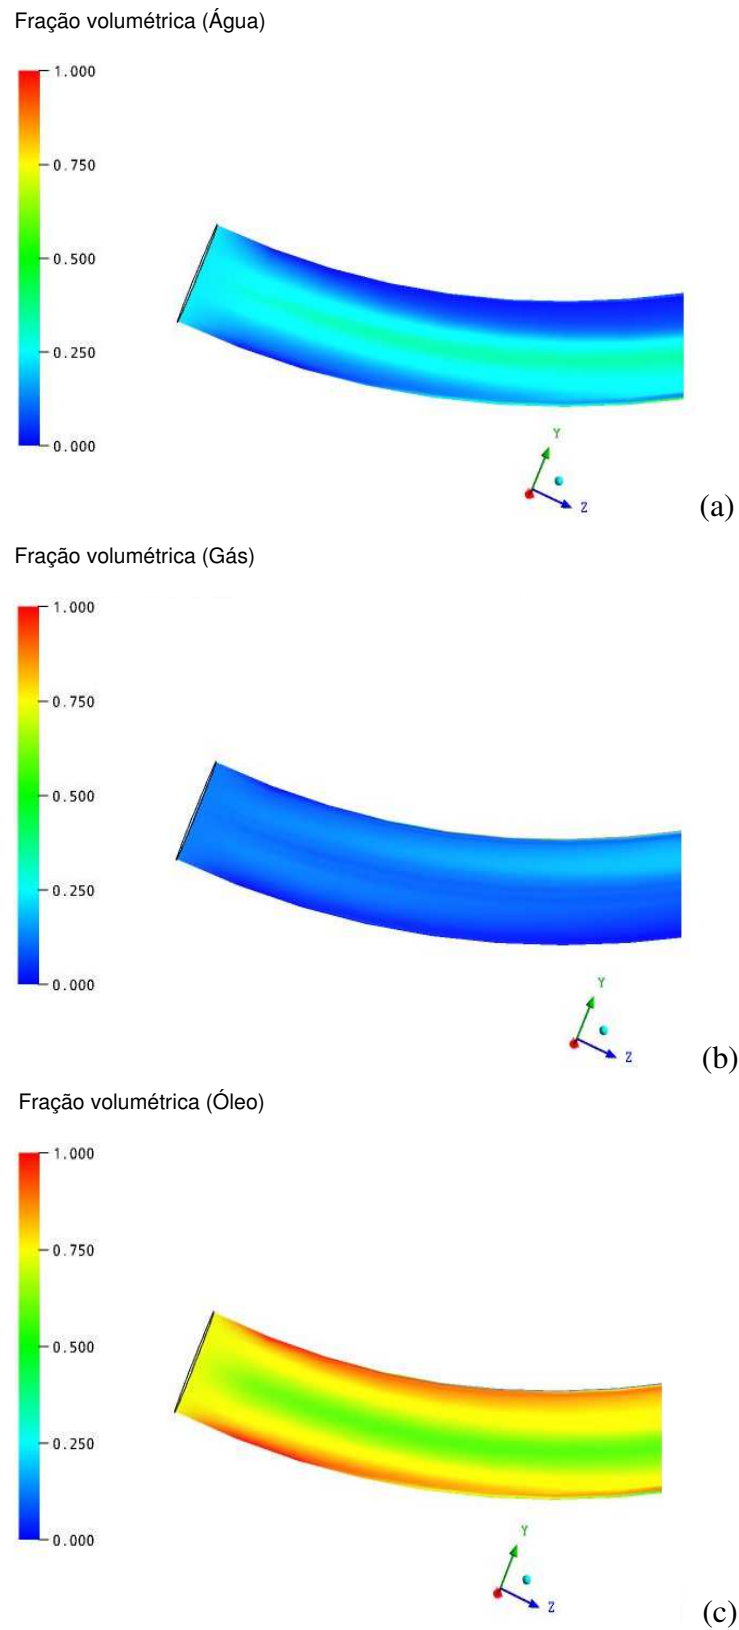 Fração volumétrica (Água)
1.000
0.750
0.500
0.250
0.000
Y
Z
(a)
Fração volumétrica (Gás)
1.000
0.750
0.500
0.250
0.000
Y
Z
(b)
Fração volumétrica (Óleo)
1.000
0.750
0.500
0.250
0.000
Y
Z
(c)